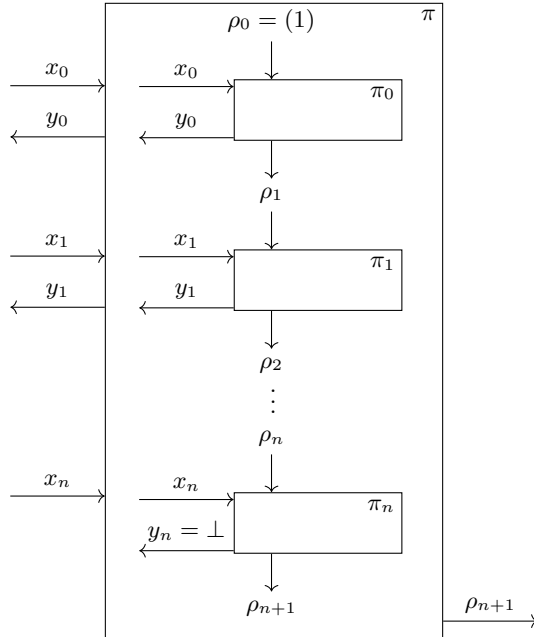 π
ρ₀ = (1)
x₀ x₀
π₀
y₀ y₀
ρ₁
x₁ x₁
π₁
y₁ y₁
ρ₂
⋮
ρₙ
xₙ xₙ
πₙ
yₙ = ⊥
ρₙ₊₁ ρₙ₊₁